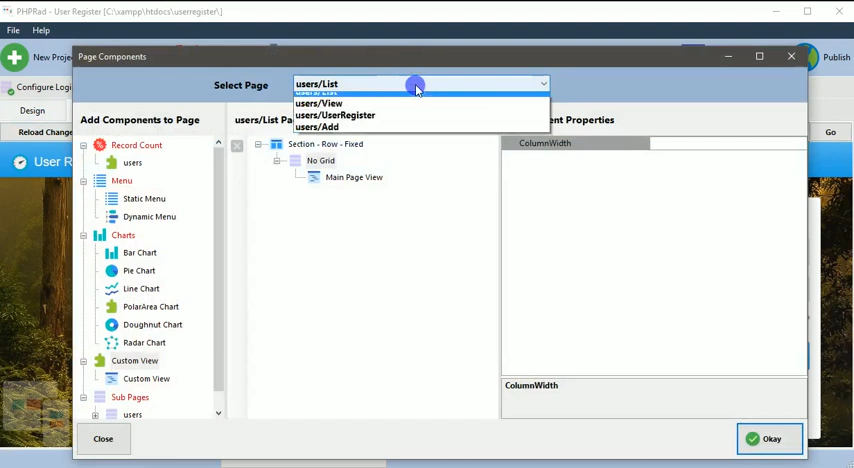 PHPRad - User Register [C:\xampp\htdocs\userregister\]
File Help
New Proje
Publish
Configure Logi
Design
Reload Change
Go
User R
Page Components
Select Page
users/List
users/List
users/View
users/UserRegister
users/Add
Add Components to Page
users/List Pa
ent Properties
Record Count
users
Menu
Static Menu
Dynamic Menu
Charts
Bar Chart
Pie Chart
Line Chart
PolarArea Chart
Doughnut Chart
Radar Chart
Custom View
Custom View
Sub Pages
users
Section - Row - Fixed
No Grid
Main Page View
ColumnWidth
ColumnWidth
Close
Okay